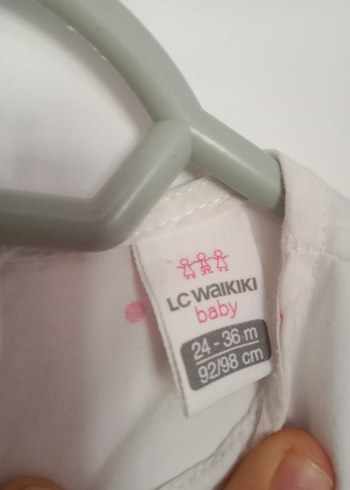 LC WAIKIKI
baby
24 - 36 m
92/98 cm